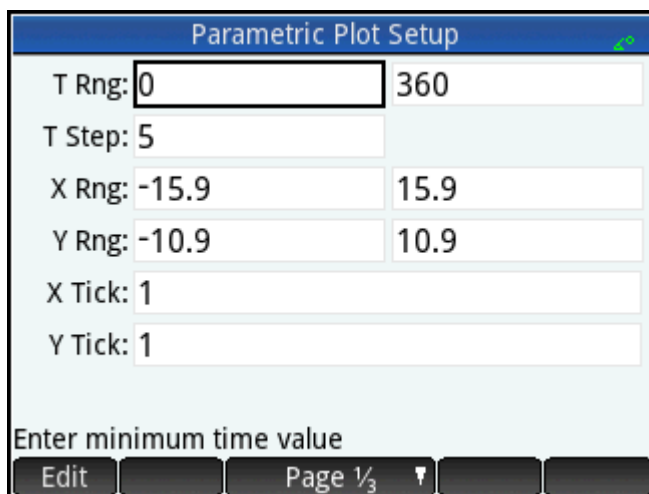 Parametric Plot Setup
T Rng: 0 360
T Step: 5
X Rng: -15.9 15.9
Y Rng: -10.9 10.9
X Tick: 1
Y Tick: 1
Enter minimum time value
Edit Page ⅓